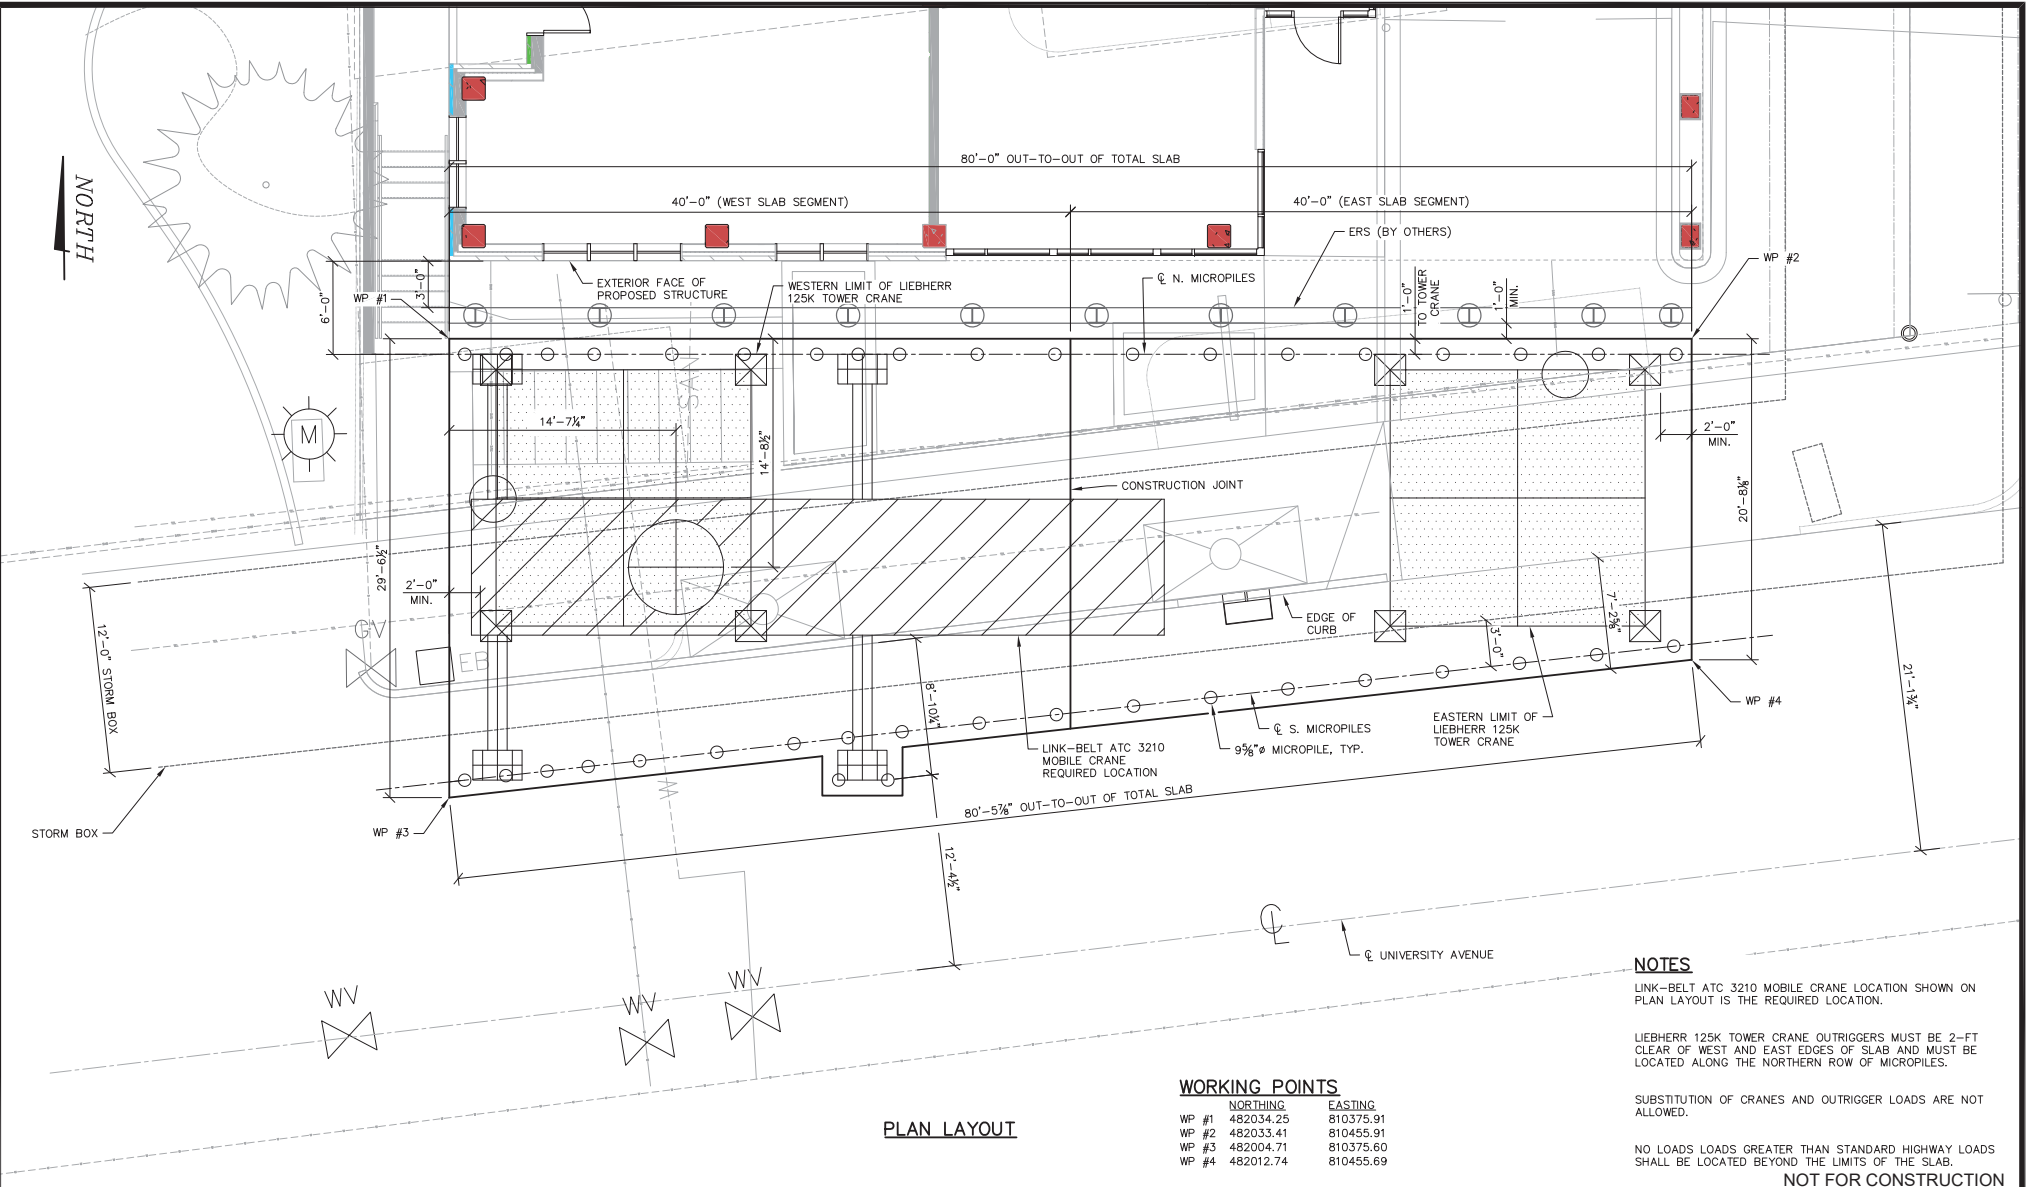 NORTH
80'-0" OUT-TO-OUT OF TOTAL SLAB
40'-0" (WEST SLAB SEGMENT)
40'-0" (EAST SLAB SEGMENT)
ERS (BY OTHERS)
WP #2
EXTERIOR FACE OF
PROPOSED STRUCTURE
WESTERN LIMIT OF LIEBHERR
125K TOWER CRANE
℄ N. MICROPILES
1'-0"
TO TOWER
CRANE
1'-0"
MIN.
6'-0"
3'-0"
WP #1
SAN
M
14'-7¼"
14'-8½"
2'-0"
MIN.
20'-8⅛"
CONSTRUCTION JOINT
29'-6½"
2'-0"
MIN.
12'-0" STORM BOX
GV
EB
EDGE OF
CURB
7'-2⅝"
3'-0"
21'-1¾"
8'-10¼"
WP #4
EASTERN LIMIT OF
LIEBHERR 125K
TOWER CRANE
℄ S. MICROPILES
9⅝"ø MICROPILE, TYP.
LINK-BELT ATC 3210
MOBILE CRANE
REQUIRED LOCATION
W
80'-5⅞" OUT-TO-OUT OF TOTAL SLAB
STORM BOX
WP #3
12'-4½"
℄
℄ UNIVERSITY AVENUE
WV
WV
WV
NOTES
LINK-BELT ATC 3210 MOBILE CRANE LOCATION SHOWN ON
PLAN LAYOUT IS THE REQUIRED LOCATION.
LIEBHERR 125K TOWER CRANE OUTRIGGERS MUST BE 2-FT
CLEAR OF WEST AND EAST EDGES OF SLAB AND MUST BE
LOCATED ALONG THE NORTHERN ROW OF MICROPILES.
SUBSTITUTION OF CRANES AND OUTRIGGER LOADS ARE NOT
ALLOWED.
NO LOADS LOADS GREATER THAN STANDARD HIGHWAY LOADS
SHALL BE LOCATED BEYOND THE LIMITS OF THE SLAB.
NOT FOR CONSTRUCTION
WORKING POINTS
NORTHING EASTING
WP #1 482034.25 810375.91
WP #2 482033.41 810455.91
WP #3 482004.71 810375.60
WP #4 482012.74 810455.69
PLAN LAYOUT